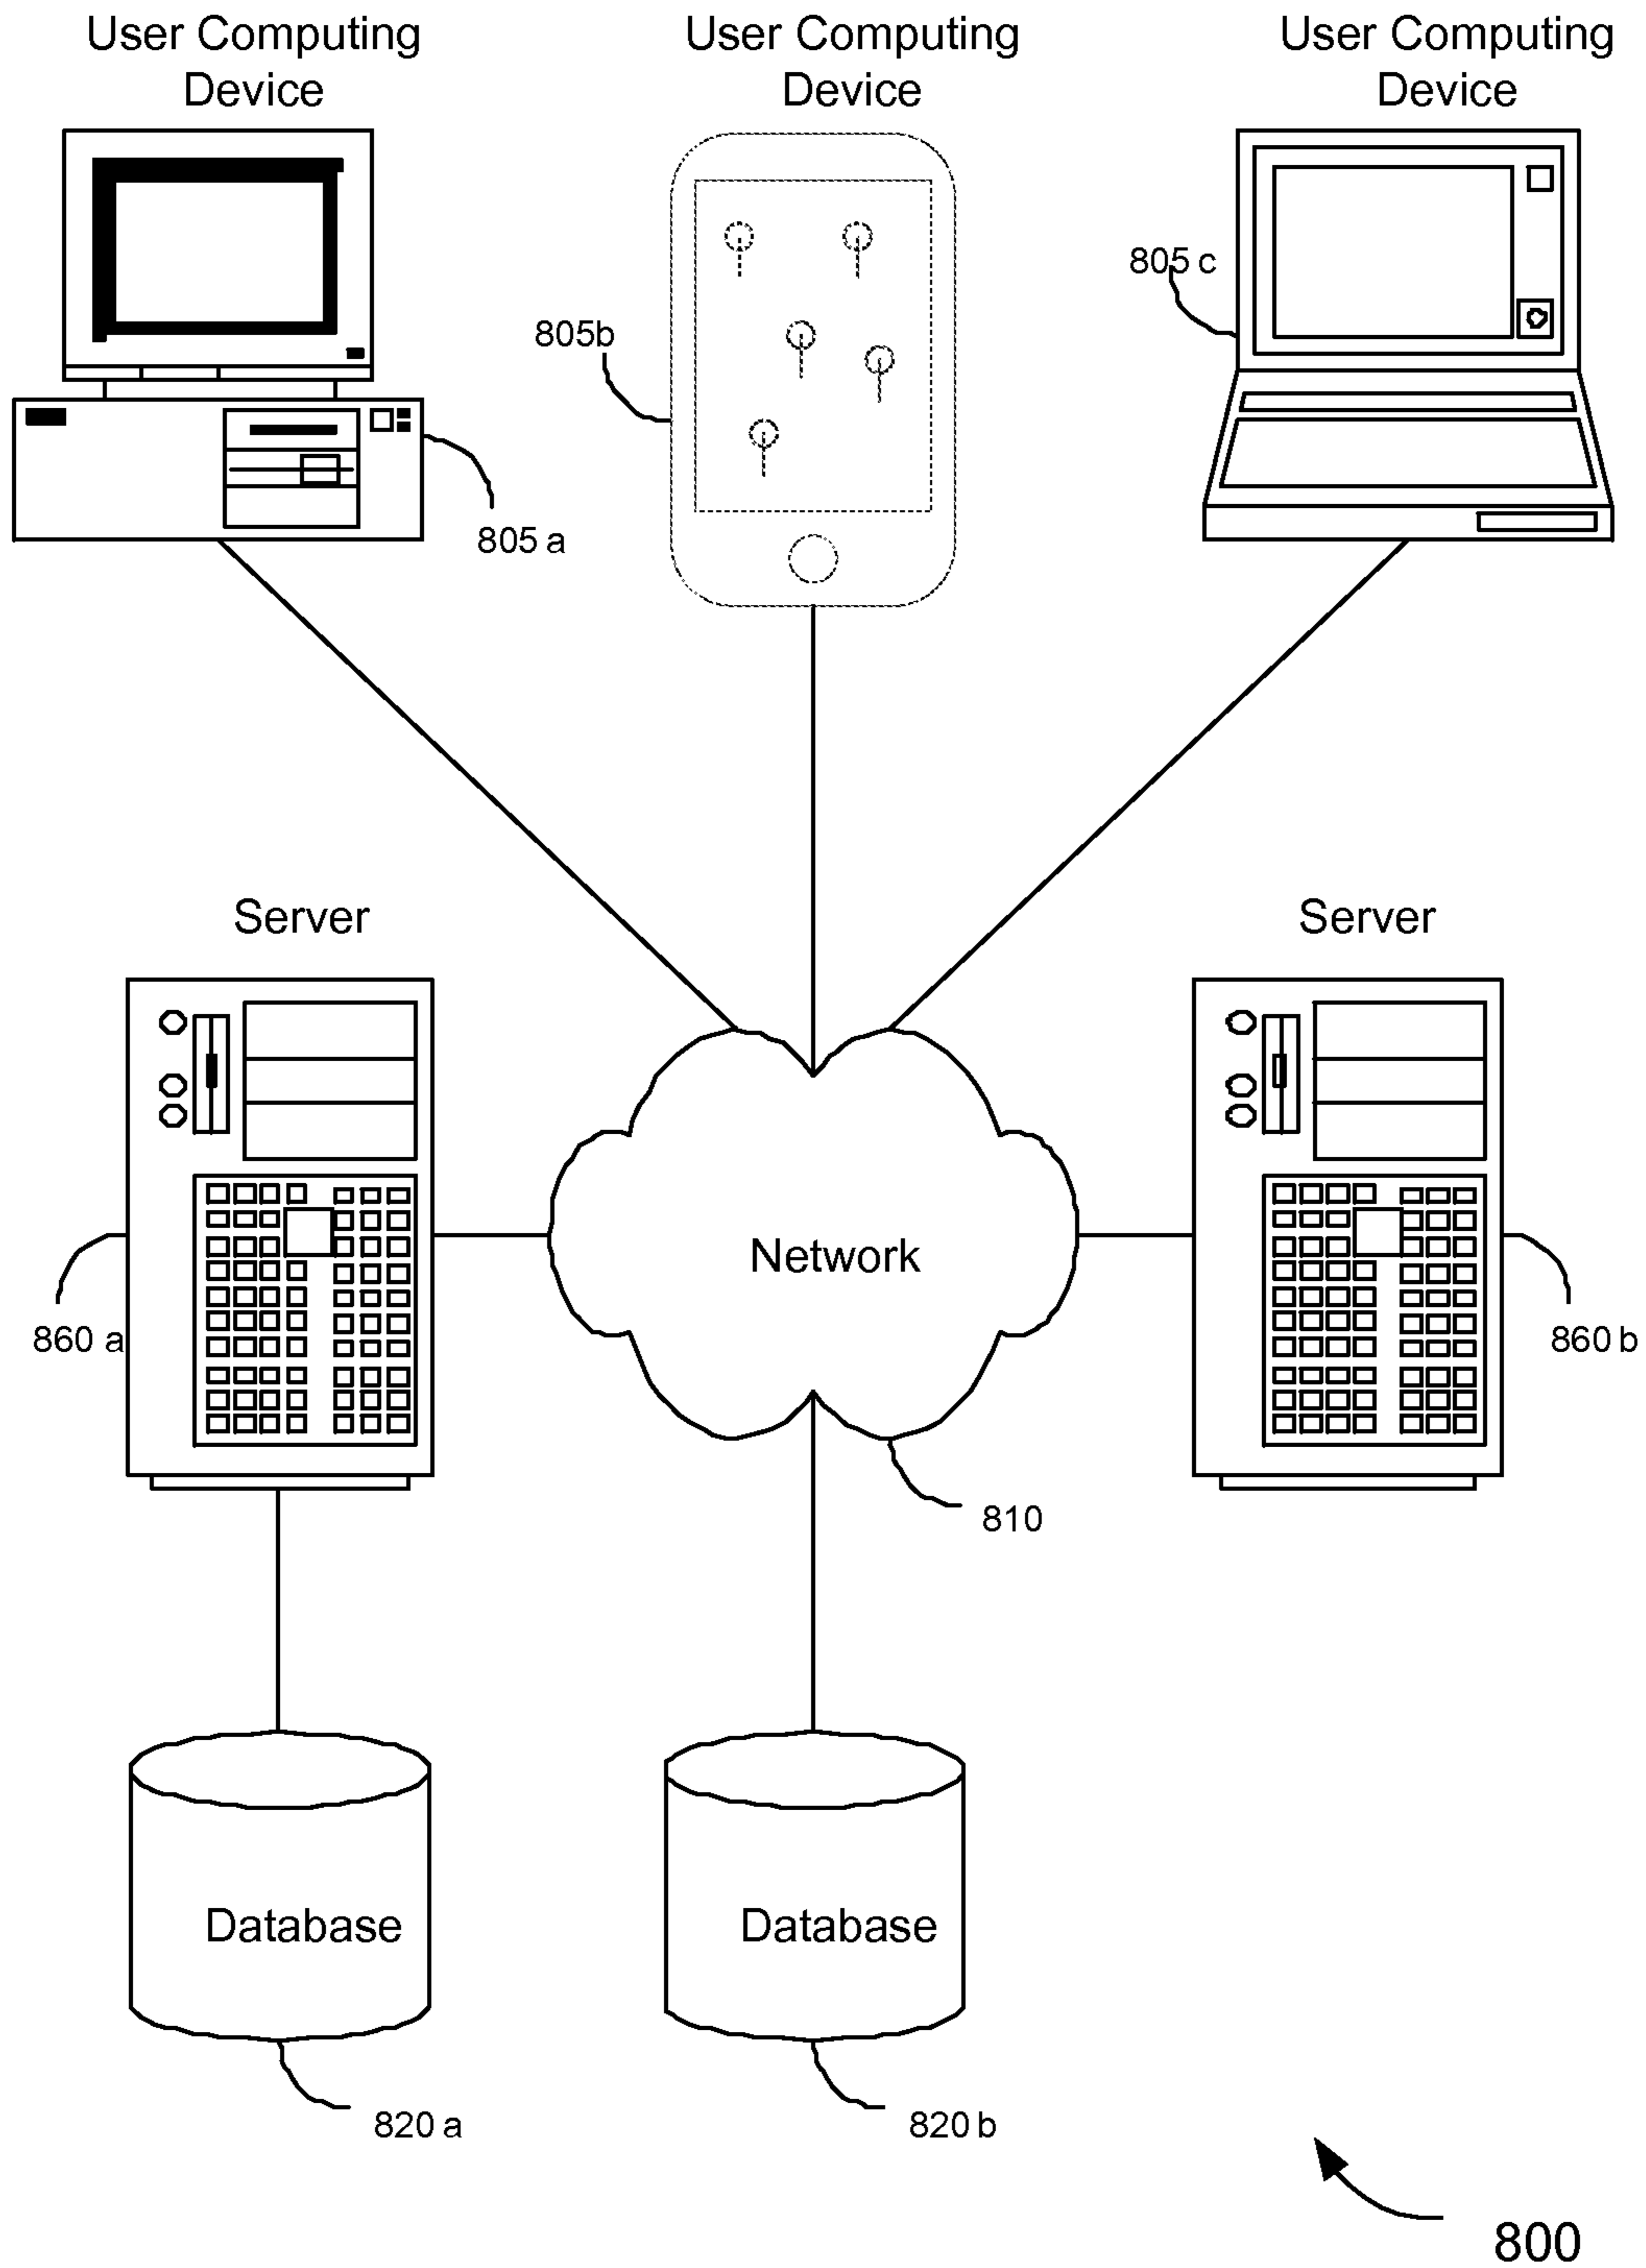 User Computing
Device
User Computing
Device
User Computing
Device
805 c
805b
805 a
Server
Server
Network
860 a
860 b
810
Database
Database
820 a
820 b
800